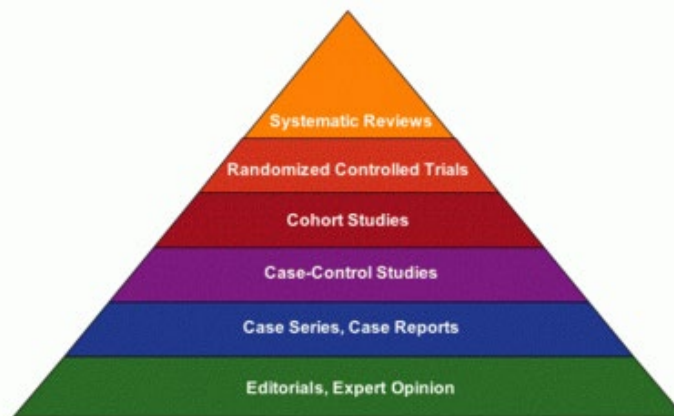 Systematic Reviews
Randomized Controlled Trials
Cohort Studies
Case-Control Studies
Case Series, Case Reports
Editorials, Expert Opinion